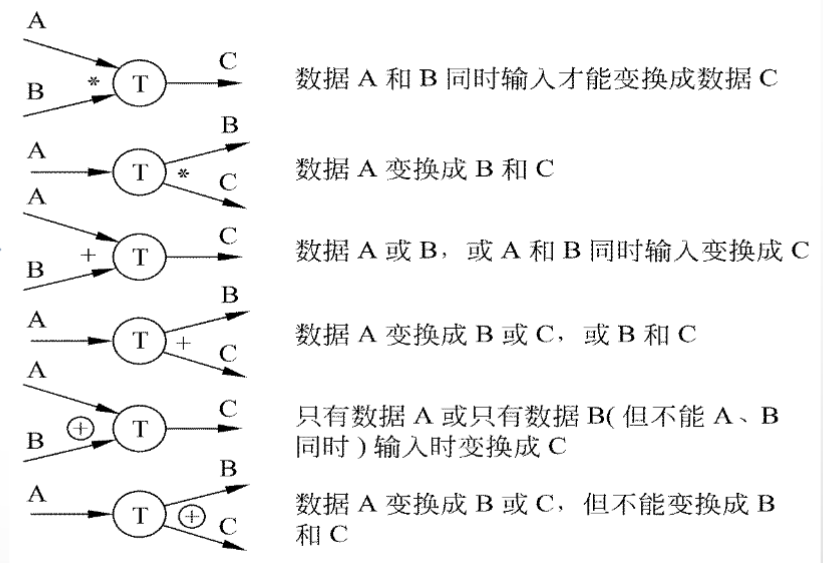 A
B
*
T
C
数据 A 和 B 同时输入才能变换成数据 C
A
T
*
B
C
数据 A 变换成 B 和 C
A
B
+
T
C
数据 A 或 B，或 A 和 B 同时输入变换成 C
A
T
+
B
C
数据 A 变换成 B 或 C，或 B 和 C
A
B
⊕
T
C
只有数据 A 或只有数据 B( 但不能 A、B
同时 ) 输入时变换成 C
A
T
⊕
B
C
数据 A 变换成 B 或 C，但不能变换成 B
和 C